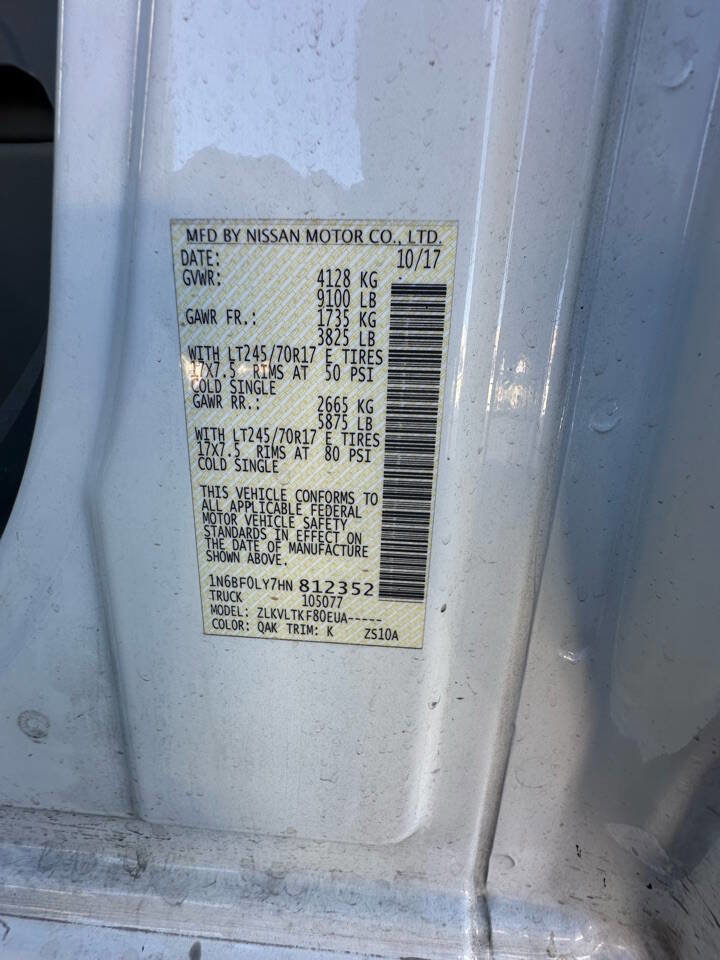 MFD BY NISSAN MOTOR CO., LTD.
DATE: 10/17
GVWR: 4128 KG
9100 LB
GAWR FR.: 1735 KG
3825 LB
WITH LT245/70R17 E TIRES
17X7.5 RIMS AT 50 PSI
COLD SINGLE
GAWR RR.: 2665 KG
5875 LB
WITH LT245/70R17 E TIRES
17X7.5 RIMS AT 80 PSI
COLD SINGLE
THIS VEHICLE CONFORMS TO
ALL APPLICABLE FEDERAL
MOTOR VEHICLE SAFETY
STANDARDS IN EFFECT ON
THE DATE OF MANUFACTURE
SHOWN ABOVE.
1N6BF0LY7HN 812352
TRUCK 105077
MODEL: ZLKVLTKF80EUA-----
COLOR: QAK TRIM: K ZS10A